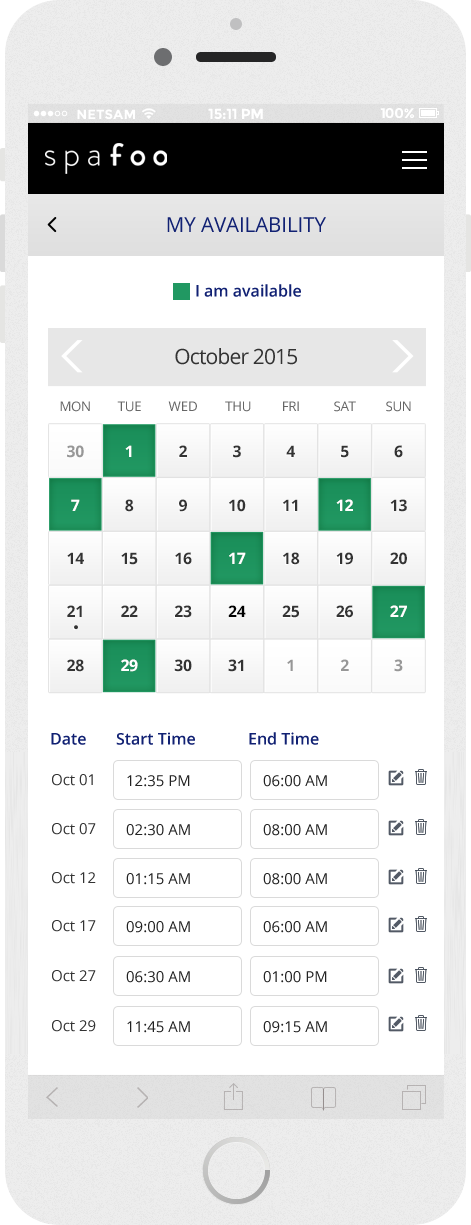 NETSAM 15:11 PM 100%
spafoo
MY AVAILABILITY
I am available
October 2015
MON TUE WED THU FRI SAT SUN
30 1 2 3 4 5 6
7 8 9 10 11 12 13
14 15 16 17 18 19 20
21 22 23 24 25 26 27
28 29 30 31 1 2 3
Date Start Time End Time
Oct 01 12:35 PM 06:00 AM
Oct 07 02:30 AM 08:00 AM
Oct 12 01:15 AM 08:00 AM
Oct 17 09:00 AM 06:00 AM
Oct 27 06:30 AM 01:00 PM
Oct 29 11:45 AM 09:15 AM